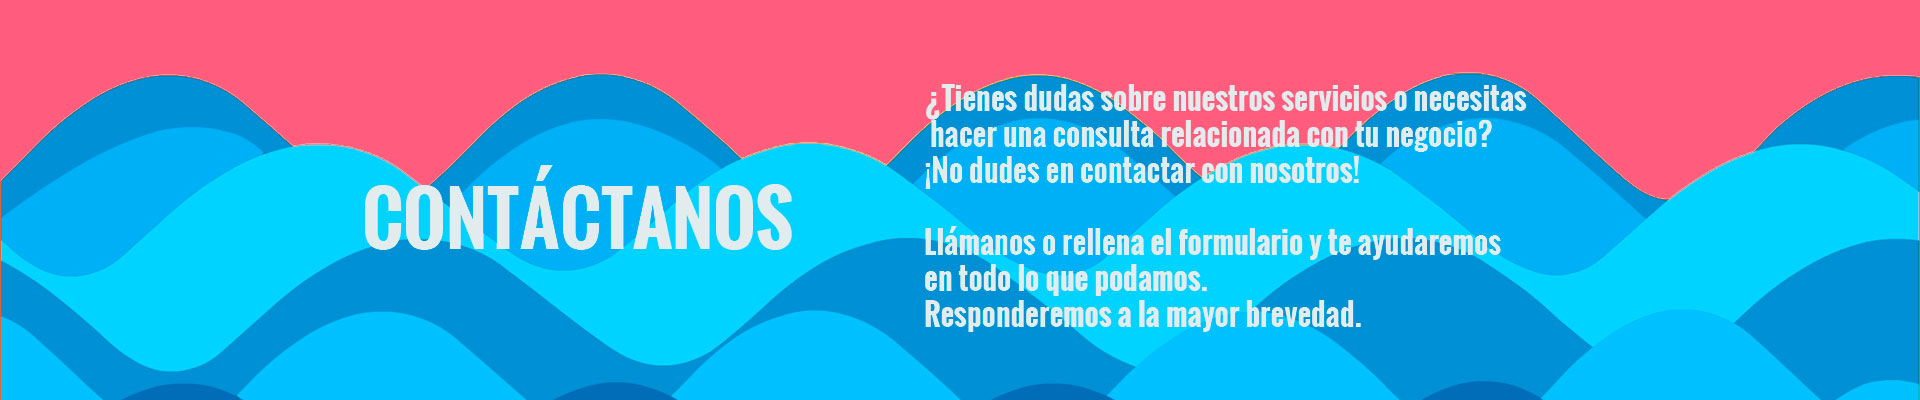 CONTÁCTANOS
¿Tienes dudas sobre nuestros servicios o necesitas
hacer una consulta relacionada con tu negocio?
¡No dudes en contactar con nosotros!
Llámanos o rellena el formulario y te ayudaremos
en todo lo que podamos.
Responderemos a la mayor brevedad.